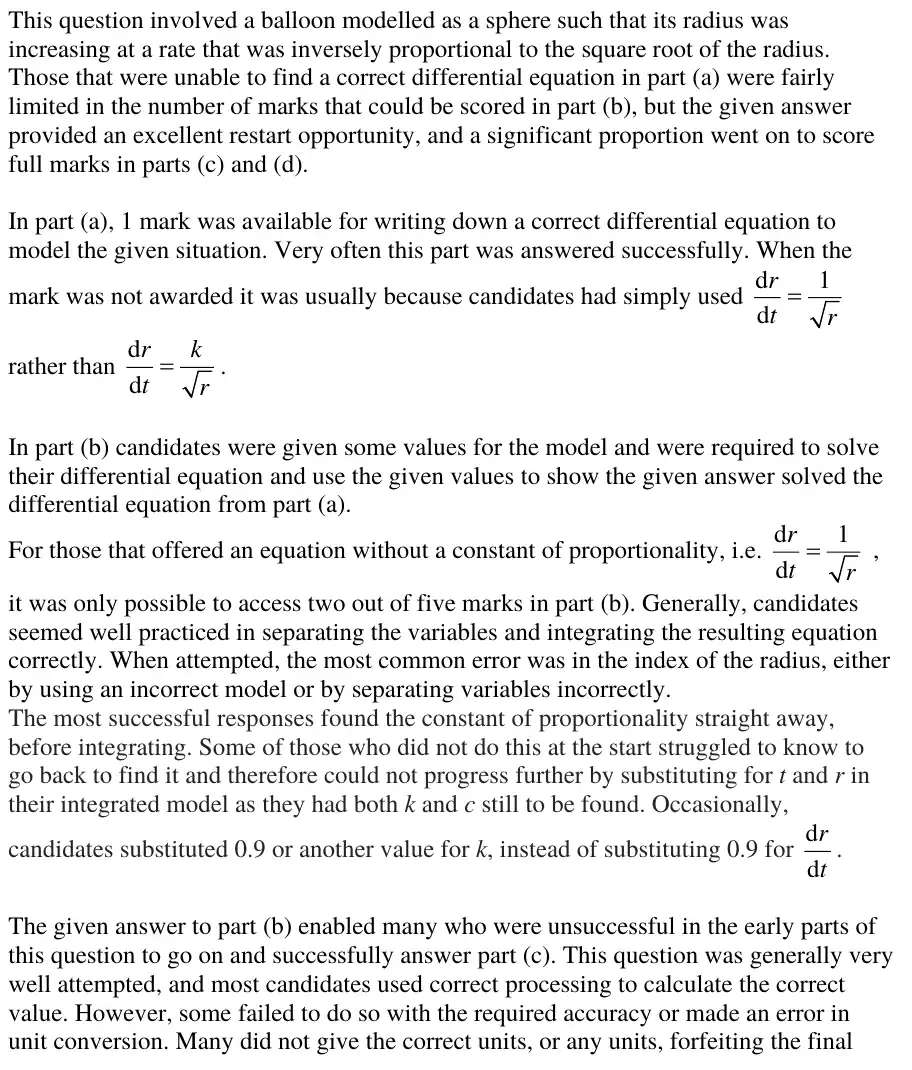 This question involved a balloon modelled as a sphere such that its radius was
increasing at a rate that was inversely proportional to the square root of the radius.
Those that were unable to find a correct differential equation in part (a) were fairly
limited in the number of marks that could be scored in part (b), but the given answer
provided an excellent restart opportunity, and a significant proportion went on to score
full marks in parts (c) and (d).
In part (a), 1 mark was available for writing down a correct differential equation to
model the given situation. Very often this part was answered successfully. When the
mark was not awarded it was usually because candidates had simply used dr/dt = 1/√r
rather than dr/dt = k/√r .
In part (b) candidates were given some values for the model and were required to solve
their differential equation and use the given values to show the given answer solved the
differential equation from part (a).
For those that offered an equation without a constant of proportionality, i.e. dr/dt = 1/√r ,
it was only possible to access two out of five marks in part (b). Generally, candidates
seemed well practiced in separating the variables and integrating the resulting equation
correctly. When attempted, the most common error was in the index of the radius, either
by using an incorrect model or by separating variables incorrectly.
The most successful responses found the constant of proportionality straight away,
before integrating. Some of those who did not do this at the start struggled to know to
go back to find it and therefore could not progress further by substituting for t and r in
their integrated model as they had both k and c still to be found. Occasionally,
candidates substituted 0.9 or another value for k, instead of substituting 0.9 for dr/dt .
The given answer to part (b) enabled many who were unsuccessful in the early parts of
this question to go on and successfully answer part (c). This question was generally very
well attempted, and most candidates used correct processing to calculate the correct
value. However, some failed to do so with the required accuracy or made an error in
unit conversion. Many did not give the correct units, or any units, forfeiting the final